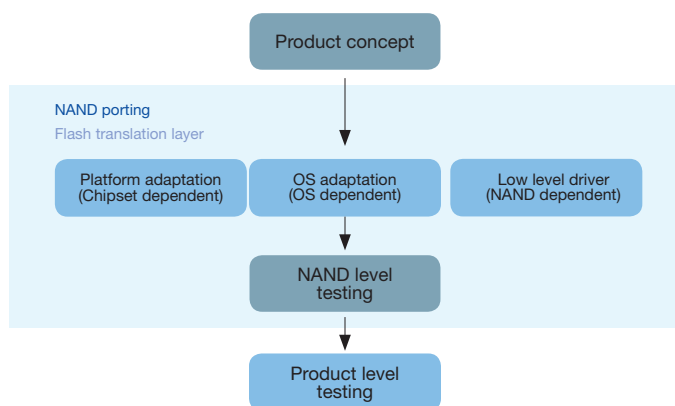 Product concept
NAND porting
Flash translation layer
Platform adaptation
(Chipset dependent)
OS adaptation
(OS dependent)
Low level driver
(NAND dependent)
NAND level
testing
Product level
testing